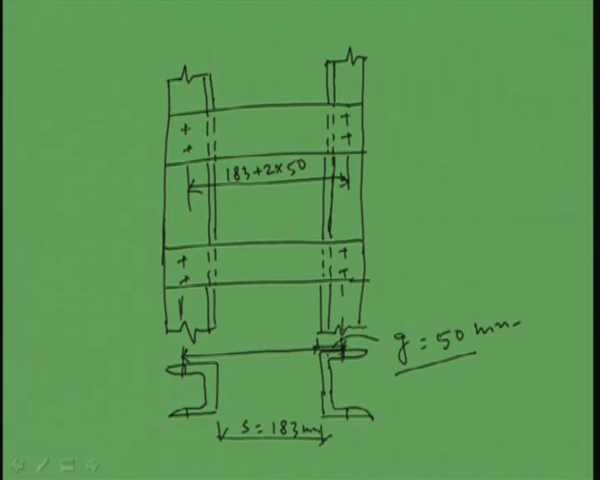 183+2×50
g = 50 mm
S = 183 mm